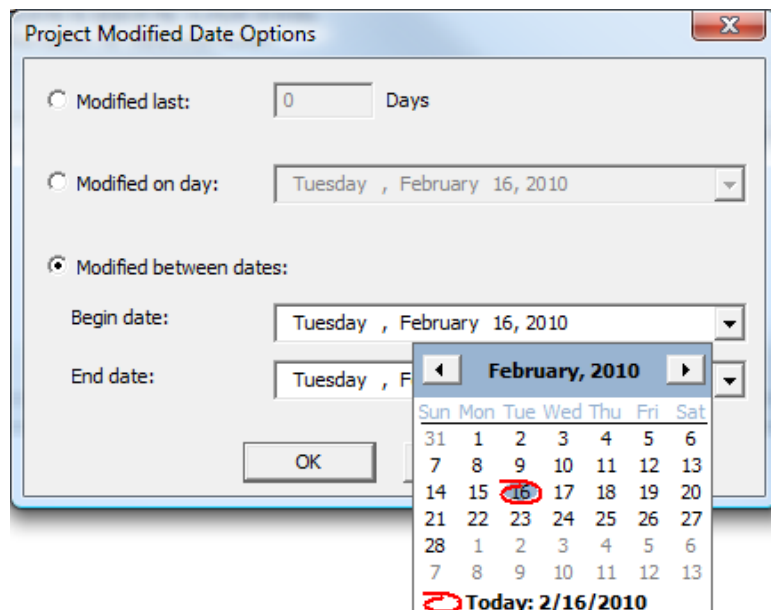 Project Modified Date Options
Modified last: 0 Days
Modified on day: Tuesday , February 16, 2010
Modified between dates:
Begin date: Tuesday , February 16, 2010
End date: Tuesday , F
February, 2010
Sun Mon Tue Wed Thu Fri Sat
31 1 2 3 4 5 6
7 8 9 10 11 12 13
14 15 16 17 18 19 20
21 22 23 24 25 26 27
28 1 2 3 4 5 6
7 8 9 10 11 12 13
Today: 2/16/2010
OK